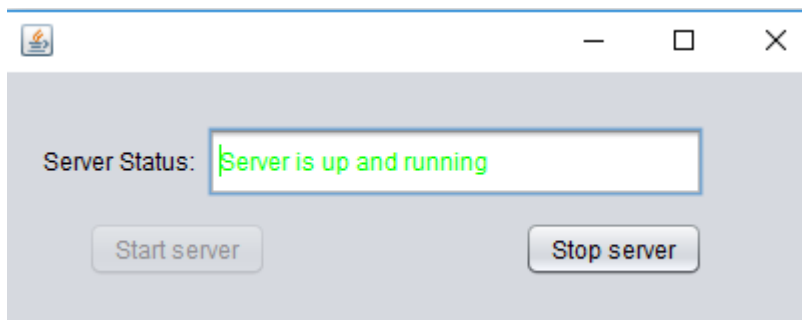 Server Status: Server is up and running
Start server Stop server